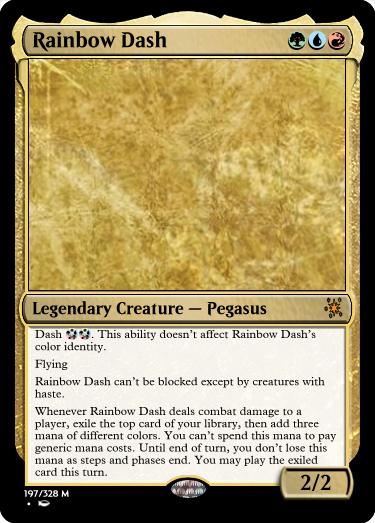 Rainbow Dash
Legendary Creature — Pegasus
Dash . This ability doesn't affect Rainbow Dash's
color identity.
Flying
Rainbow Dash can't be blocked except by creatures with
haste.
Whenever Rainbow Dash deals combat damage to a
player, exile the top card of your library, then add
three mana of different colors. You can't spend this mana to pay
generic mana costs. Until end of turn, you don't lose this
mana as steps and phases end. You may play the exiled
card this turn.
2/2
197/328 M